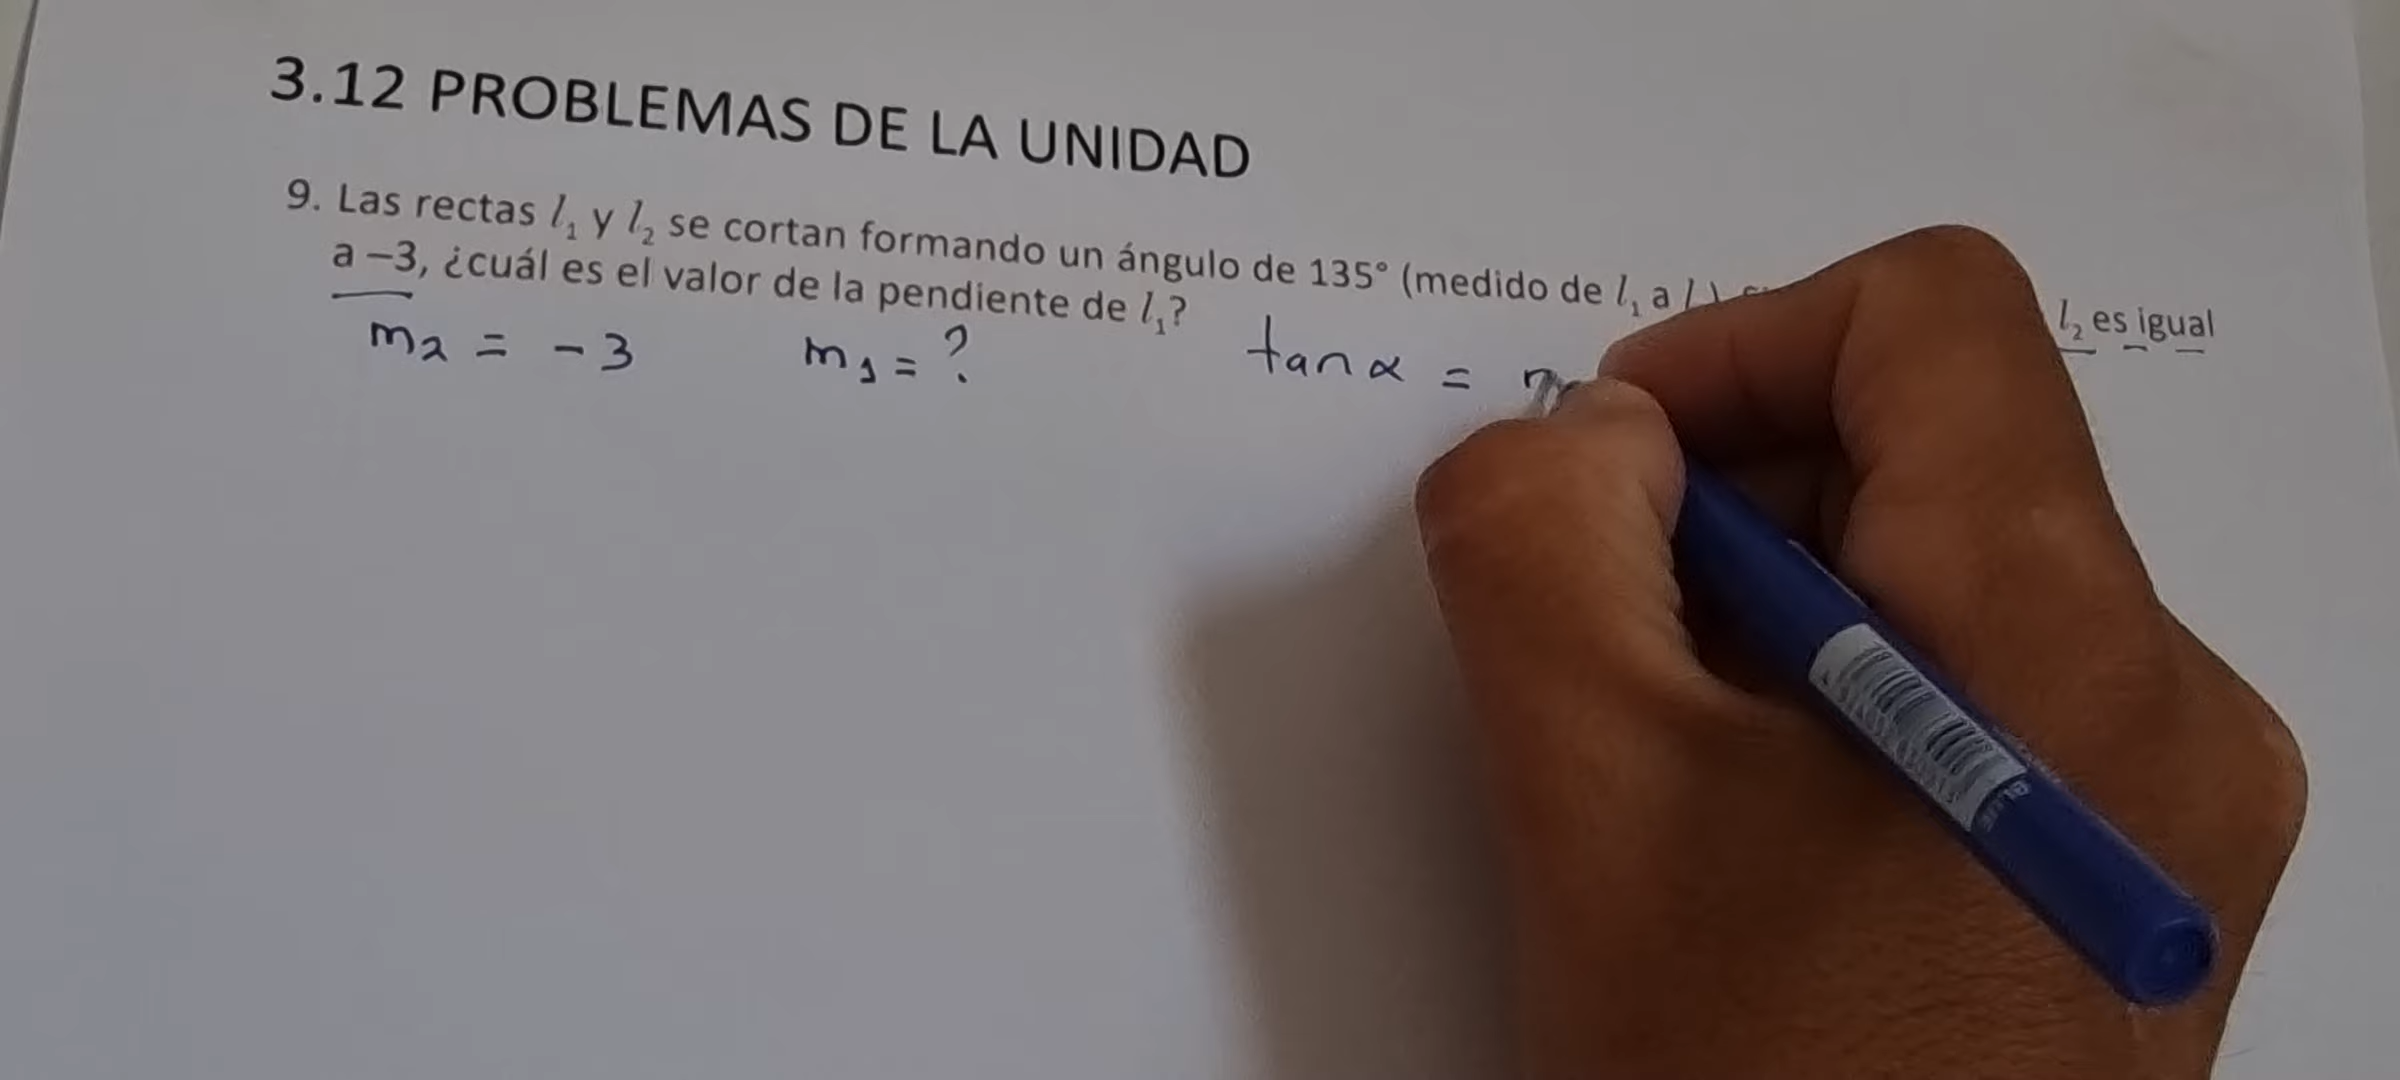 3.12 PROBLEMAS DE LA UNIDAD
9. Las rectas l₁ y l₂ se cortan formando un ángulo de 135° (medido de l₁ a l₂ es igual
a −3, ¿cuál es el valor de la pendiente de l₁?
m₂ = -3 m₁ = ? tan α =